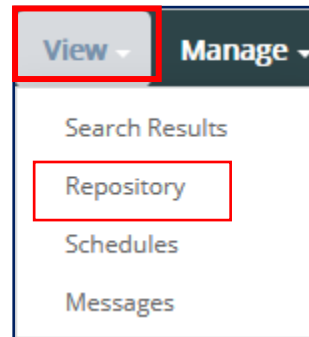 View Manage
Search Results
Repository
Schedules
Messages